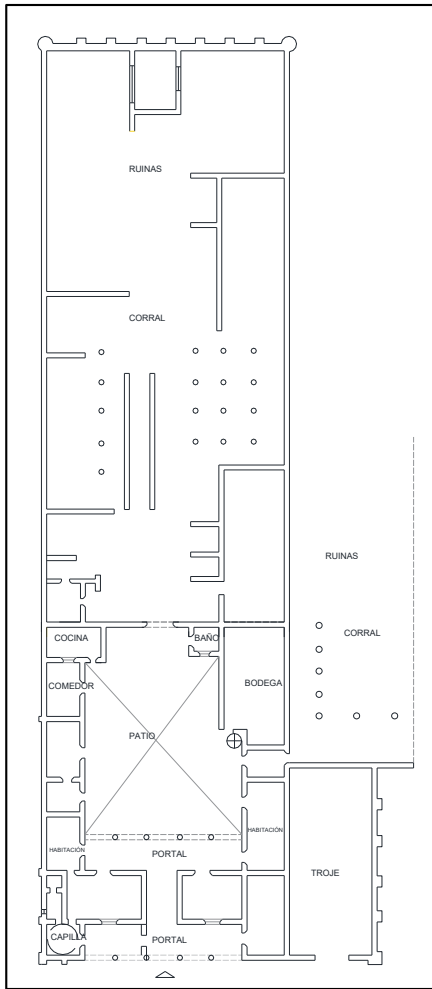 RUINAS
CORRAL
RUINAS
CORRAL
COCINA
BAÑO
COMEDOR
BODEGA
PATIO
HABITACIÓN
HABITACIÓN
PORTAL
TROJE
CAPILLA
PORTAL